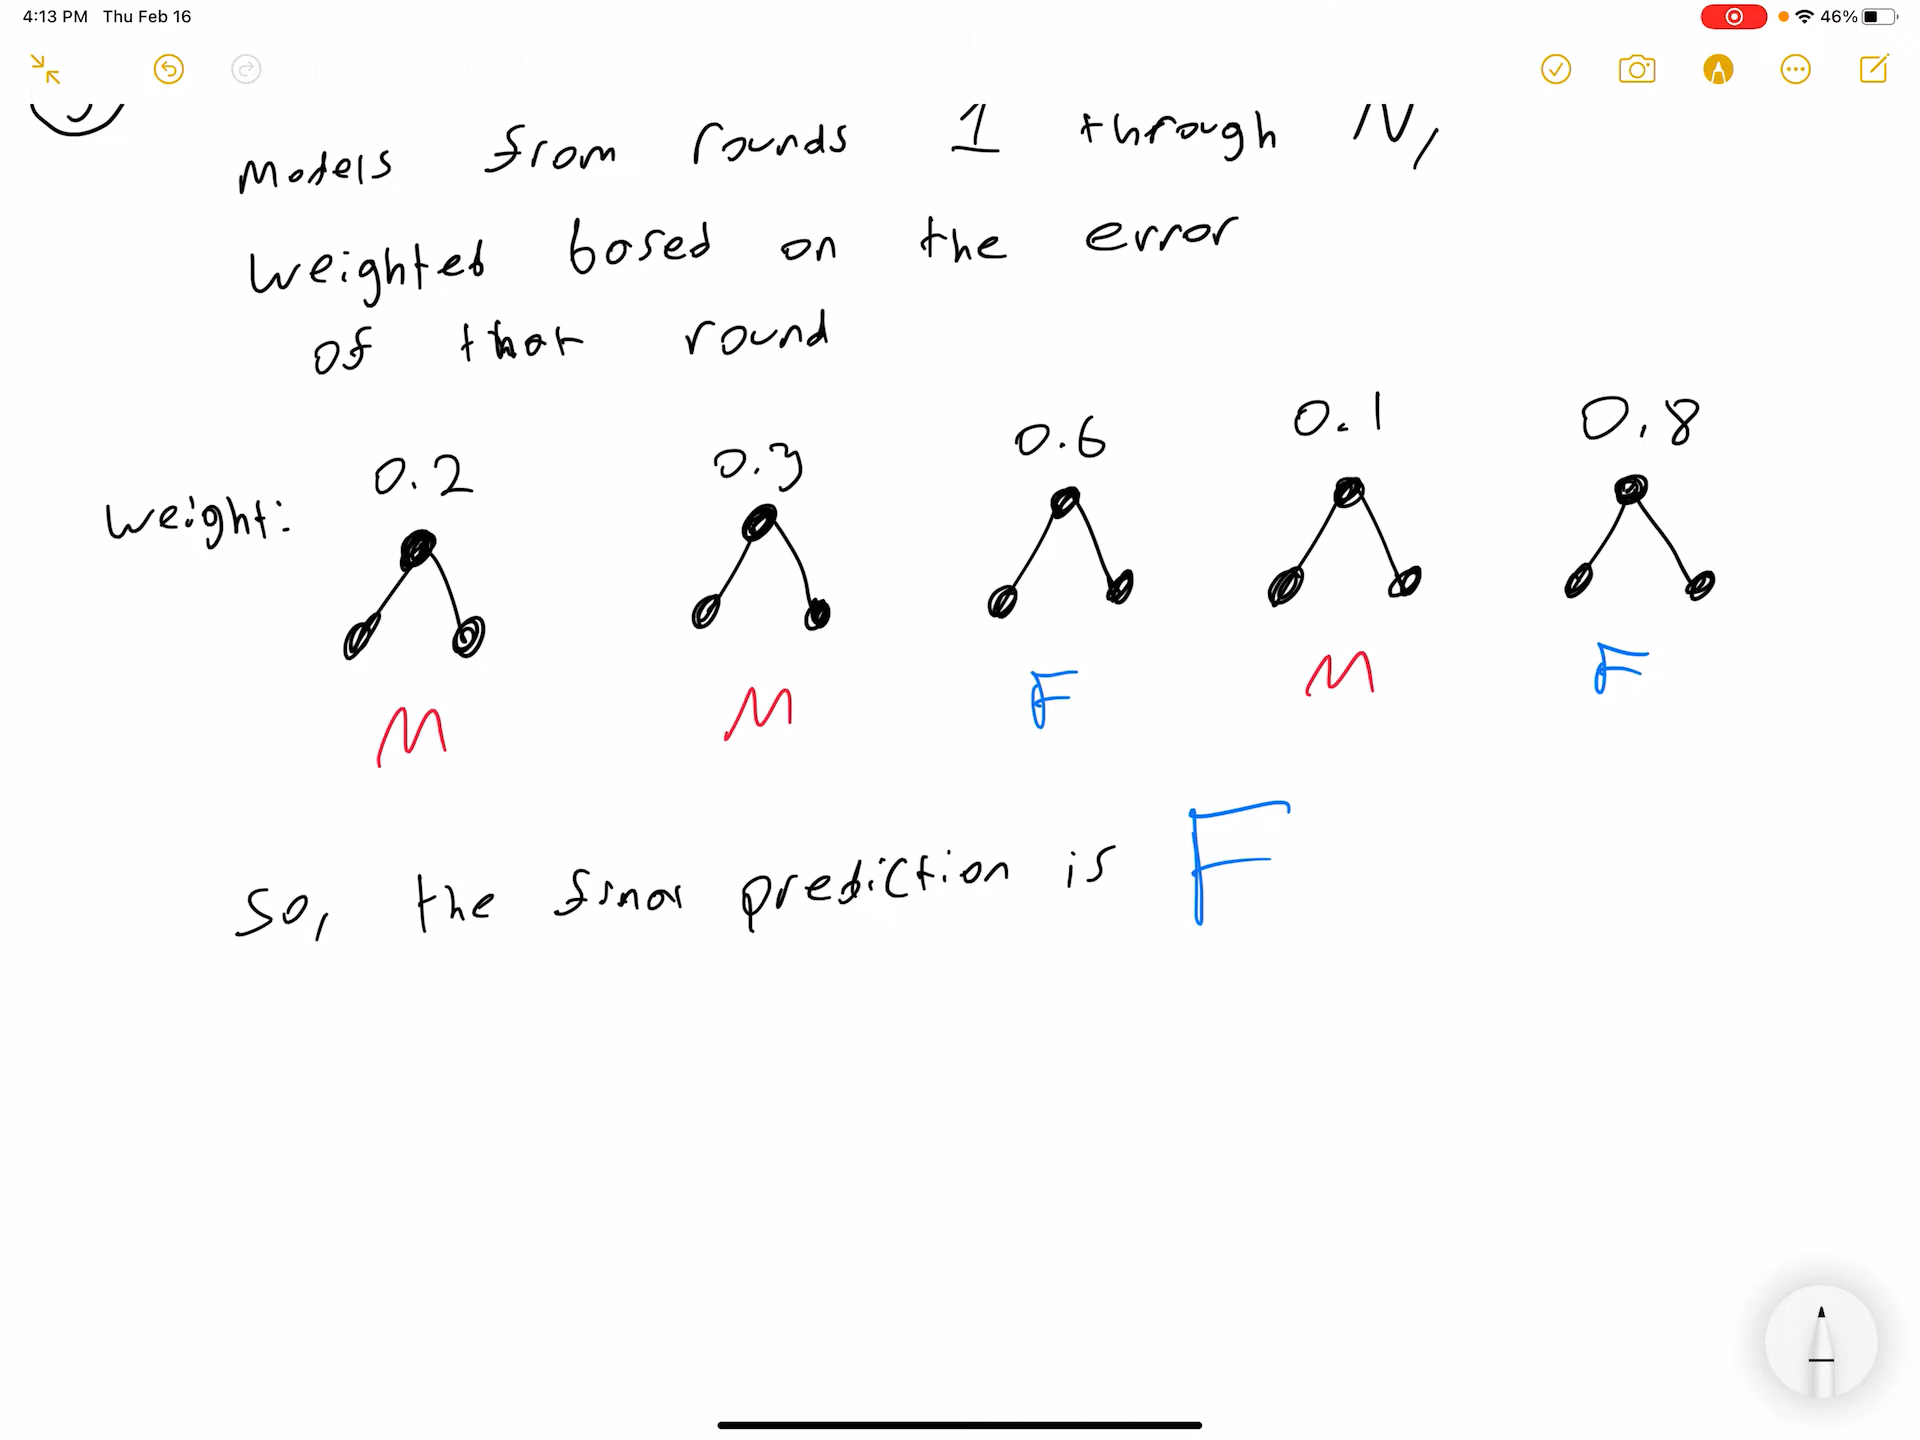 4:13 PM Thu Feb 16
46%
Models from rounds 1 through N,
weighted based on the error
of that round
0.2 0.3 0.6 0.1 0.8
weight:
M M F M F
So, the final prediction is F